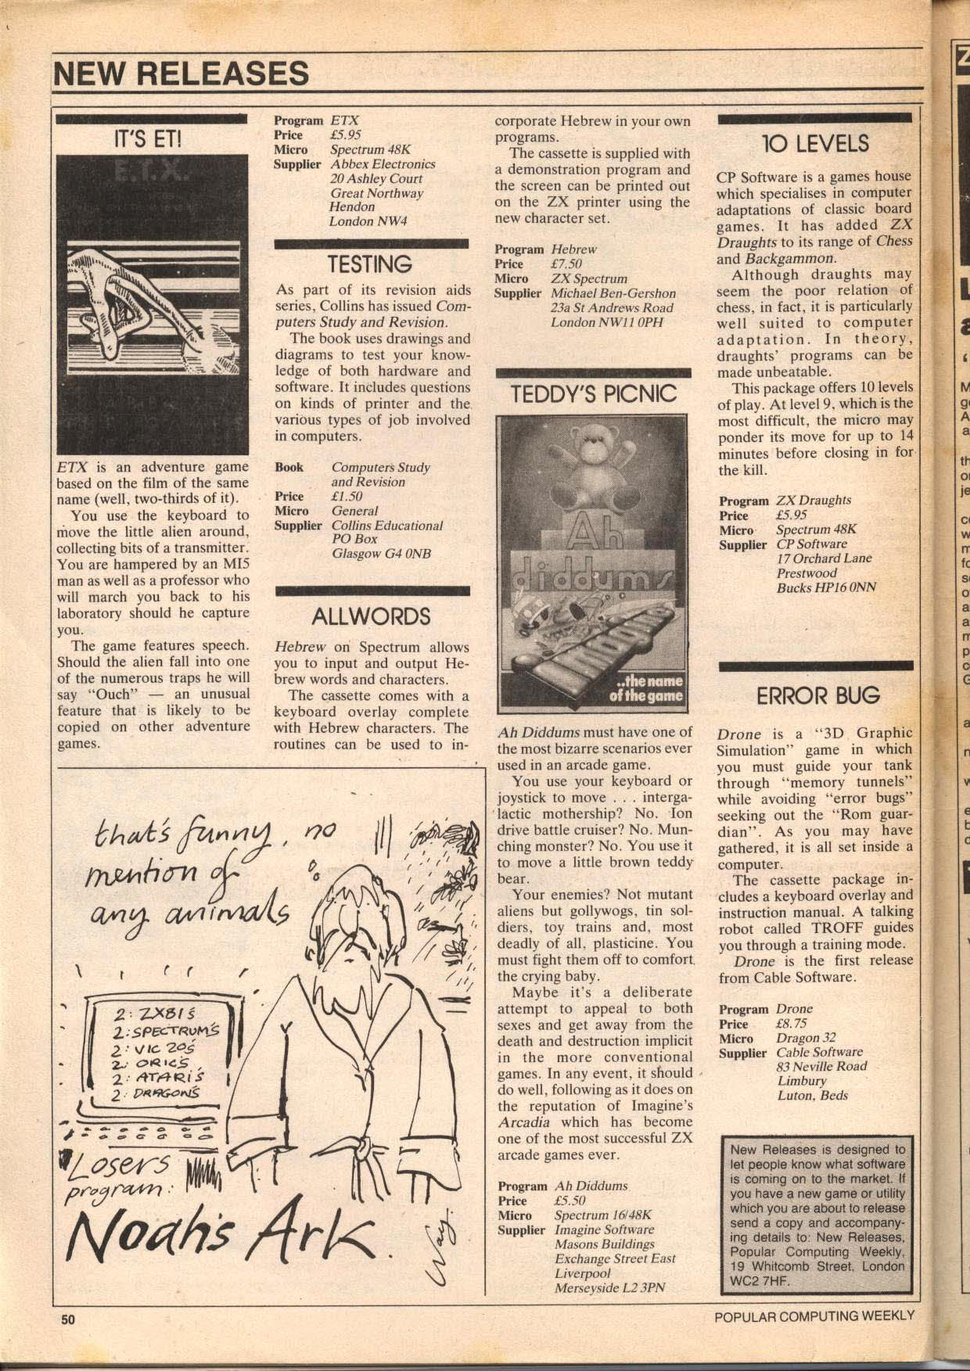 NEW RELEASES
IT'S ET!
E.T.X.
ETX is an adventure game
based on the film of the same
name (well, two-thirds of it).
You use the keyboard to
move the little alien around,
collecting bits of a transmitter.
You are hampered by an MI5
man as well as a professor who
will march you back to his
laboratory should he capture
you.
The game features speech.
Should the alien fall into one
of the numerous traps he will
say “Ouch” — an unusual
feature that is likely to be
copied on other adventure
games.
Program ETX
Price £5.95
Micro Spectrum 48K
Supplier Abbex Electronics
20 Ashley Court
Great Northway
Hendon
London NW4
TESTING
As part of its revision aids
series, Collins has issued Com-
puters Study and Revision.
The book uses drawings and
diagrams to test your know-
ledge of both hardware and
software. It includes questions
on kinds of printer and the
various types of job involved
in computers.
Book Computers Study
and Revision
Price £1.50
Micro General
Supplier Collins Educational
PO Box
Glasgow G4 0NB
ALLWORDS
Hebrew on Spectrum allows
you to input and output He-
brew words and characters.
The cassette comes with a
keyboard overlay complete
with Hebrew characters. The
routines can be used to in-
corporate Hebrew in your own
programs.
The cassette is supplied with
a demonstration program and
the screen can be printed out
on the ZX printer using the
new character set.
Program Hebrew
Price £7.50
Micro ZX Spectrum
Supplier Michael Ben-Gershon
23a St Andrews Road
London NW11 0PH
TEDDY'S PICNIC
Ah
diddums
..the name
of the game
Ah Diddums must have one of
the most bizarre scenarios ever
used in an arcade game.
You use your keyboard or
joystick to move . . . interga-
lactic mothership? No. Ion
drive battle cruiser? No. Mun-
ching monster? No. You use it
to move a little brown teddy
bear.
Your enemies? Not mutant
aliens but gollywogs, tin sol-
diers, toy trains and, most
deadly of all, plasticine. You
must fight them off to comfort
the crying baby.
Maybe it's a deliberate
attempt to appeal to both
sexes and get away from the
death and destruction implicit
in the more conventional
games. In any event, it should
do well, following as it does on
the reputation of Imagine's
Arcadia which has become
one of the most successful ZX
arcade games ever.
Program Ah Diddums
Price £5.50
Micro Spectrum 16/48K
Supplier Imagine Software
Masons Buildings
Exchange Street East
Liverpool
Merseyside L2 3PN
10 LEVELS
CP Software is a games house
which specialises in computer
adaptations of classic board
games. It has added ZX
Draughts to its range of Chess
and Backgammon.
Although draughts may
seem the poor relation of
chess, in fact, it is particularly
well suited to computer
adaptation. In theory,
draughts' programs can be
made unbeatable.
This package offers 10 levels
of play. At level 9, which is the
most difficult, the micro may
ponder its move for up to 14
minutes before closing in for
the kill.
Program ZX Draughts
Price £5.95
Micro Spectrum 48K
Supplier CP Software
17 Orchard Lane
Prestwood
Bucks HP16 0NN
ERROR BUG
Drone is a “3D Graphic
Simulation” game in which
you must guide your tank
through “memory tunnels”
while avoiding “error bugs”
seeking out the “Rom guar-
dian”. As you may have
gathered, it is all set inside a
computer.
The cassette package in-
cludes a keyboard overlay and
instruction manual. A talking
robot called TROFF guides
you through a training mode.
Drone is the first release
from Cable Software.
Program Drone
Price £8.75
Micro Dragon 32
Supplier Cable Software
83 Neville Road
Limbury
Luton, Beds
New Releases is designed to
let people know what software
is coming on to the market. If
you have a new game or utility
which you are about to release
send a copy and accompany-
ing details to: New Releases,
Popular Computing Weekly,
19 Whitcomb Street, London
WC2 7HF.
that's funny, no
mention of
any animals
2: ZX81's
2: SPECTRUM'S
2: VIC 20s
2: ORIC'S
2: ATARI'S
2: DRAGONS
Losers
program:
Noah's Ark.
50
POPULAR COMPUTING WEEKLY